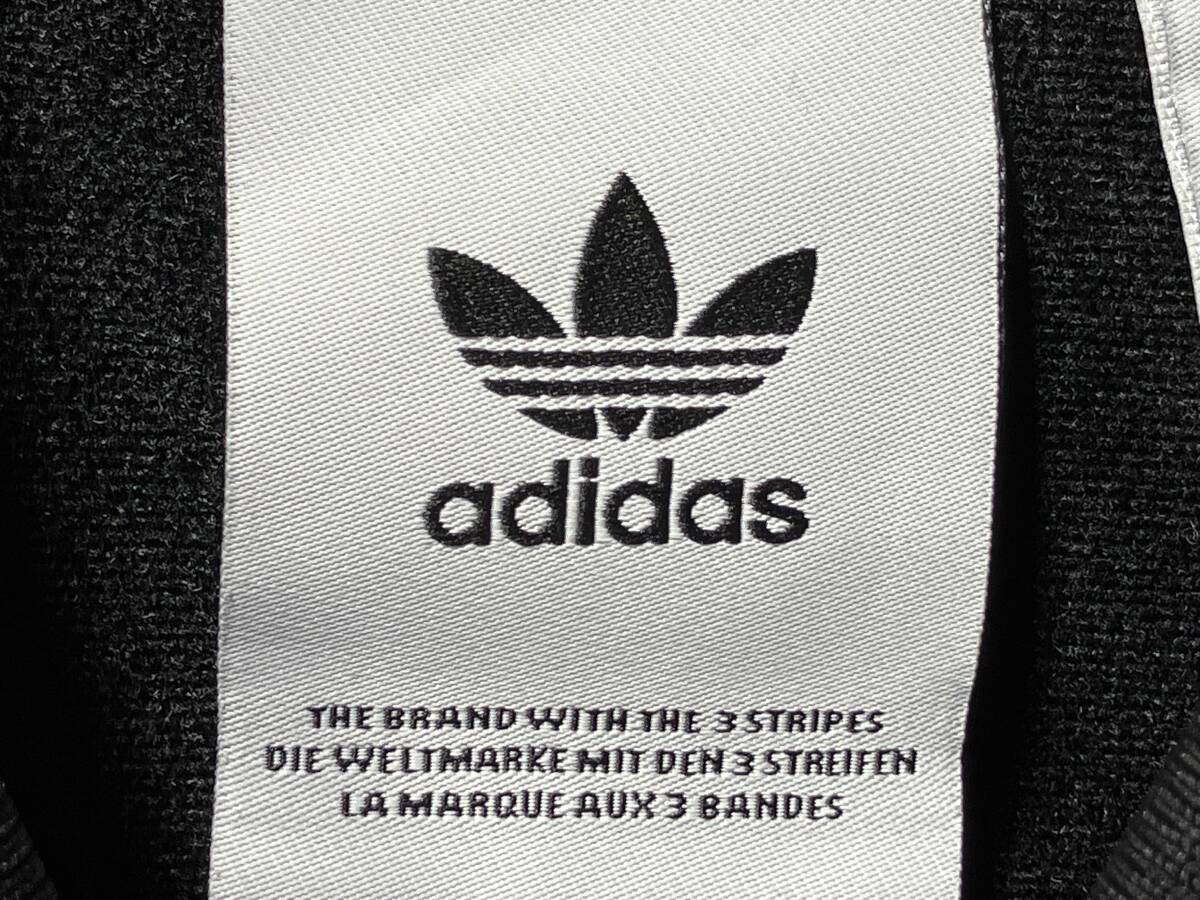 adidas
THE BRAND WITH THE 3 STRIPES
DIE WELTMARKE MIT DEN 3 STREIFEN
LA MARQUE AUX 3 BANDES